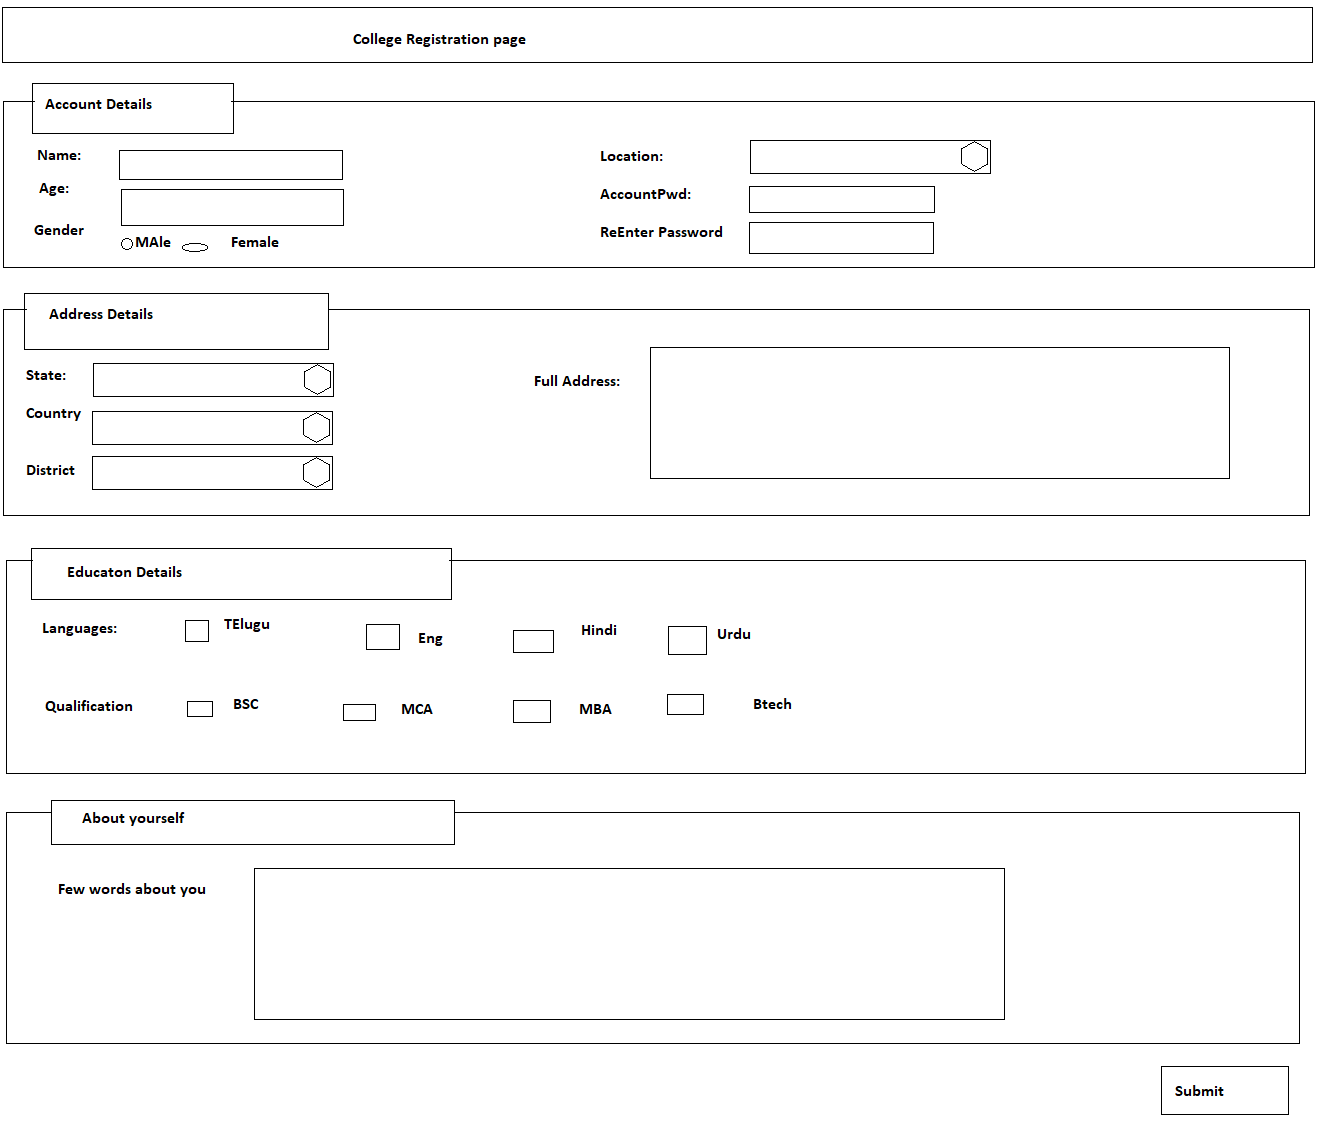 College Registration page
Account Details
Name:
Location:
Age:
AccountPwd:
Gender
MAle
Female
ReEnter Password
Address Details
State:
Full Address:
Country
District
Educaton Details
Languages:
TElugu
Eng
Hindi
Urdu
Qualification
BSC
MCA
MBA
Btech
About yourself
Few words about you
Submit